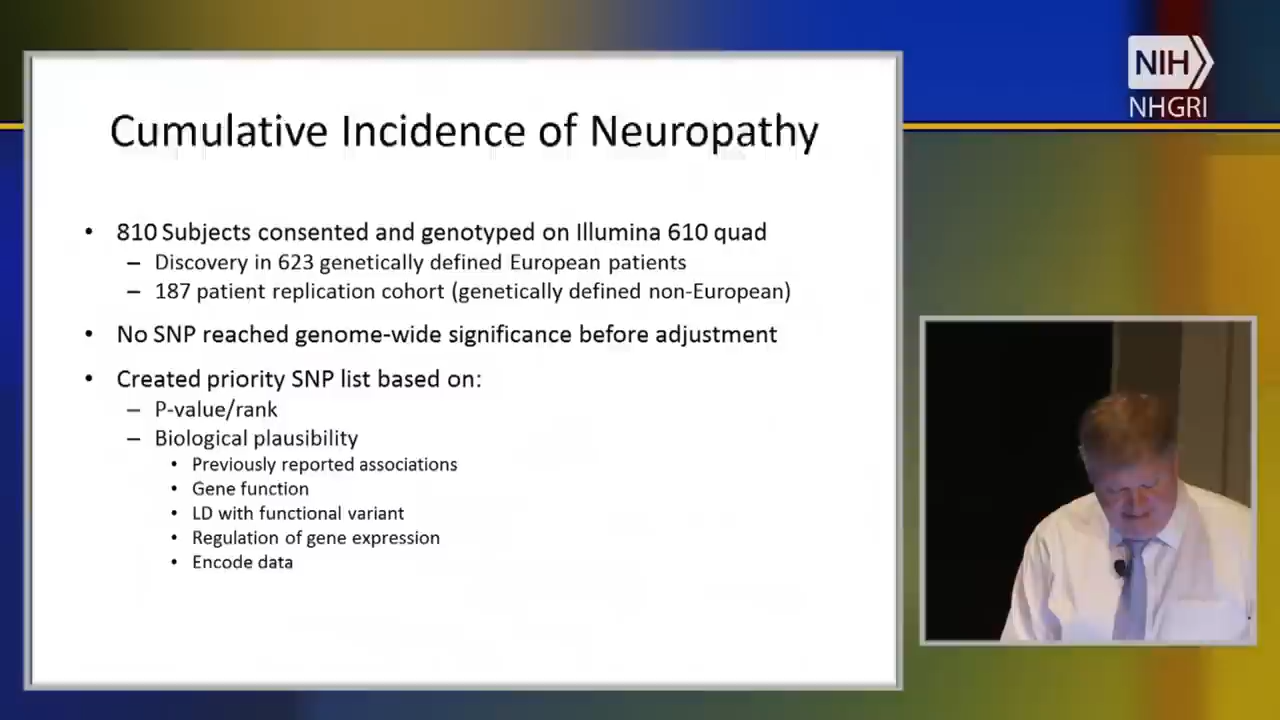 NIH
NHGRI
Cumulative Incidence of Neuropathy
• 810 Subjects consented and genotyped on Illumina 610 quad
– Discovery in 623 genetically defined European patients
– 187 patient replication cohort (genetically defined non-European)
• No SNP reached genome-wide significance before adjustment
• Created priority SNP list based on:
– P-value/rank
– Biological plausibility
• Previously reported associations
• Gene function
• LD with functional variant
• Regulation of gene expression
• Encode data